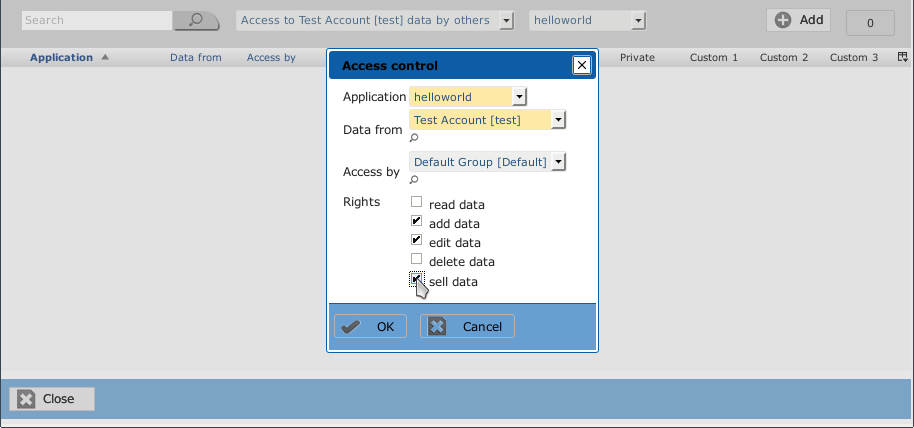 Search
Access to Test Account [test] data by others
helloworld
Add
0
Application
Data from
Access by
Private
Custom 1
Custom 2
Custom 3
Access control
Application
helloworld
Data from
Test Account [test]
Access by
Default Group [Default]
Rights
read data
add data
edit data
delete data
sell data
OK
Cancel
Close